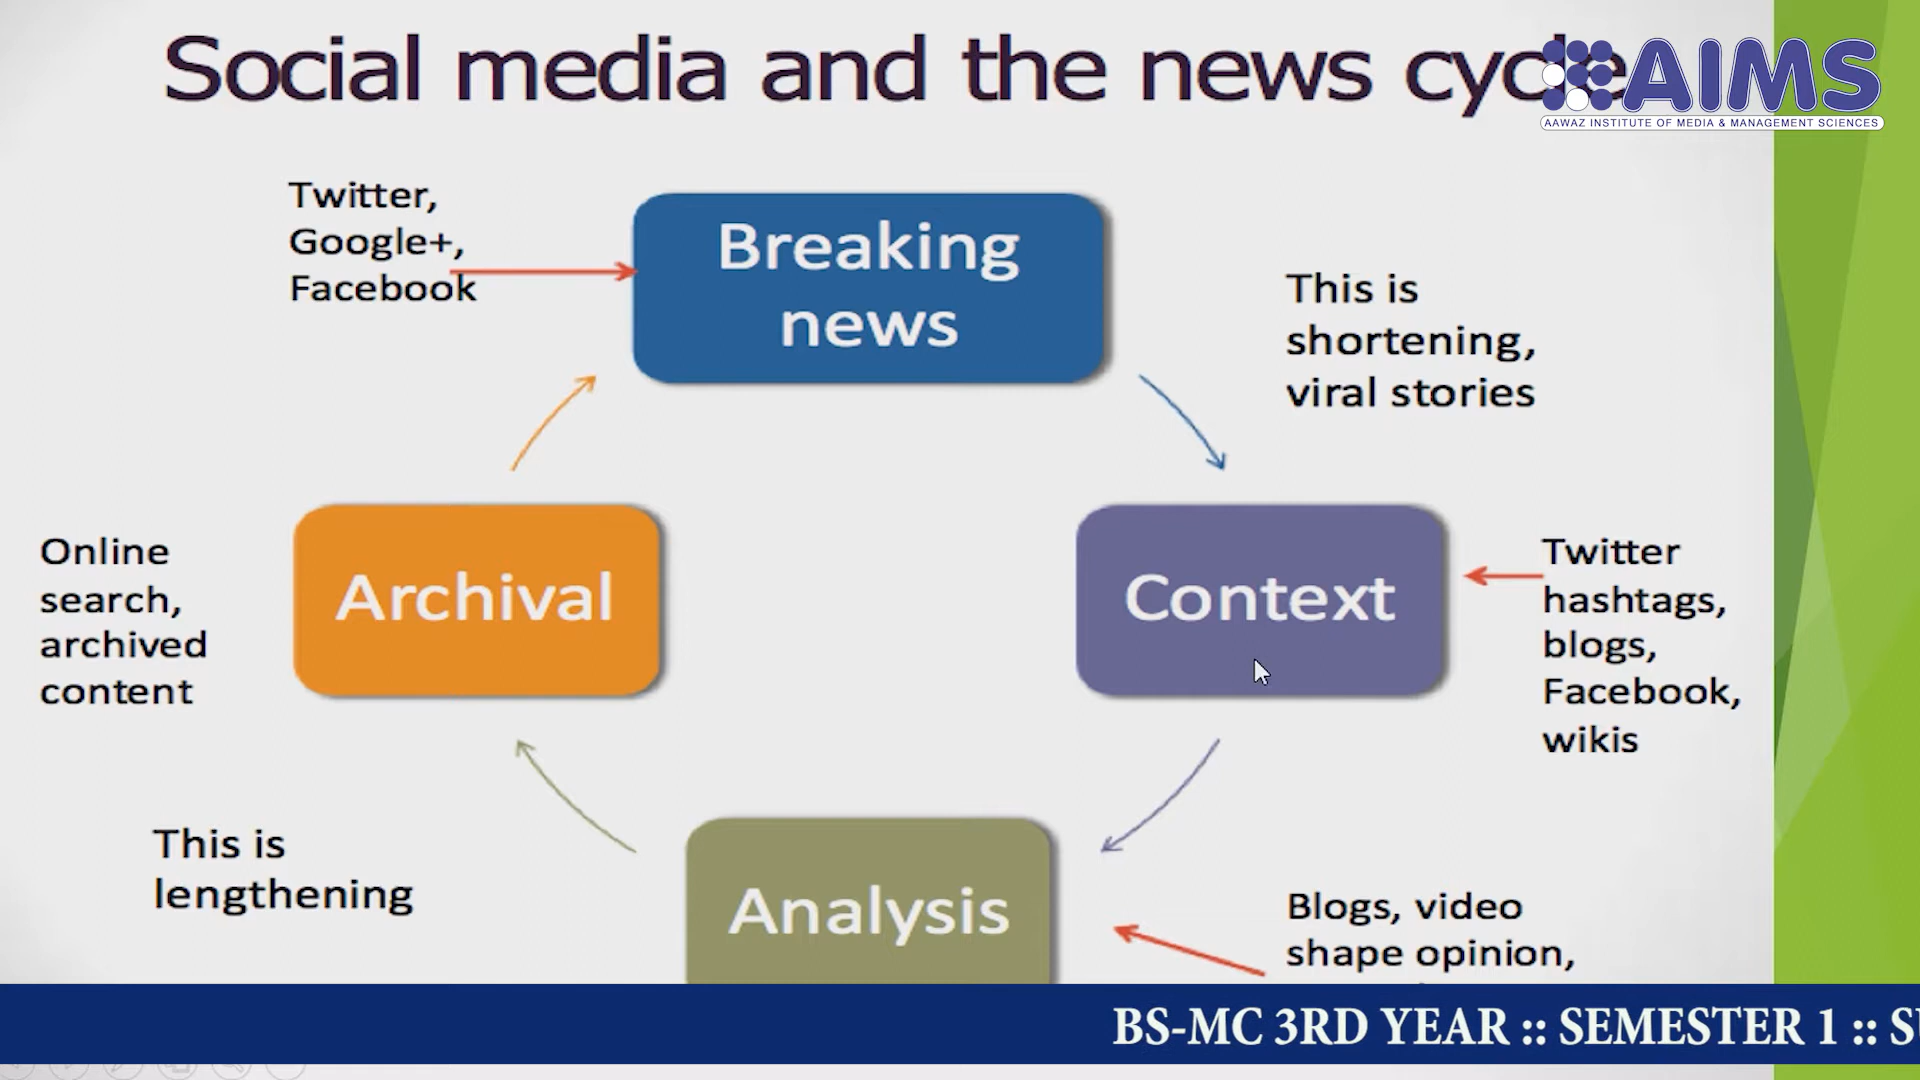 Social media and the news cycle
AIMS
AAWAZ INSTITUTE OF MEDIA & MANAGEMENT SCIENCES
Twitter,
Google+,
Facebook
Breaking
news
This is
shortening,
viral stories
Online
search,
archived
content
Archival
Context
Twitter
hashtags,
blogs,
Facebook,
wikis
This is
lengthening
Analysis
Blogs, video
shape opinion,
BS-MC 3RD YEAR :: SEMESTER 1 ::